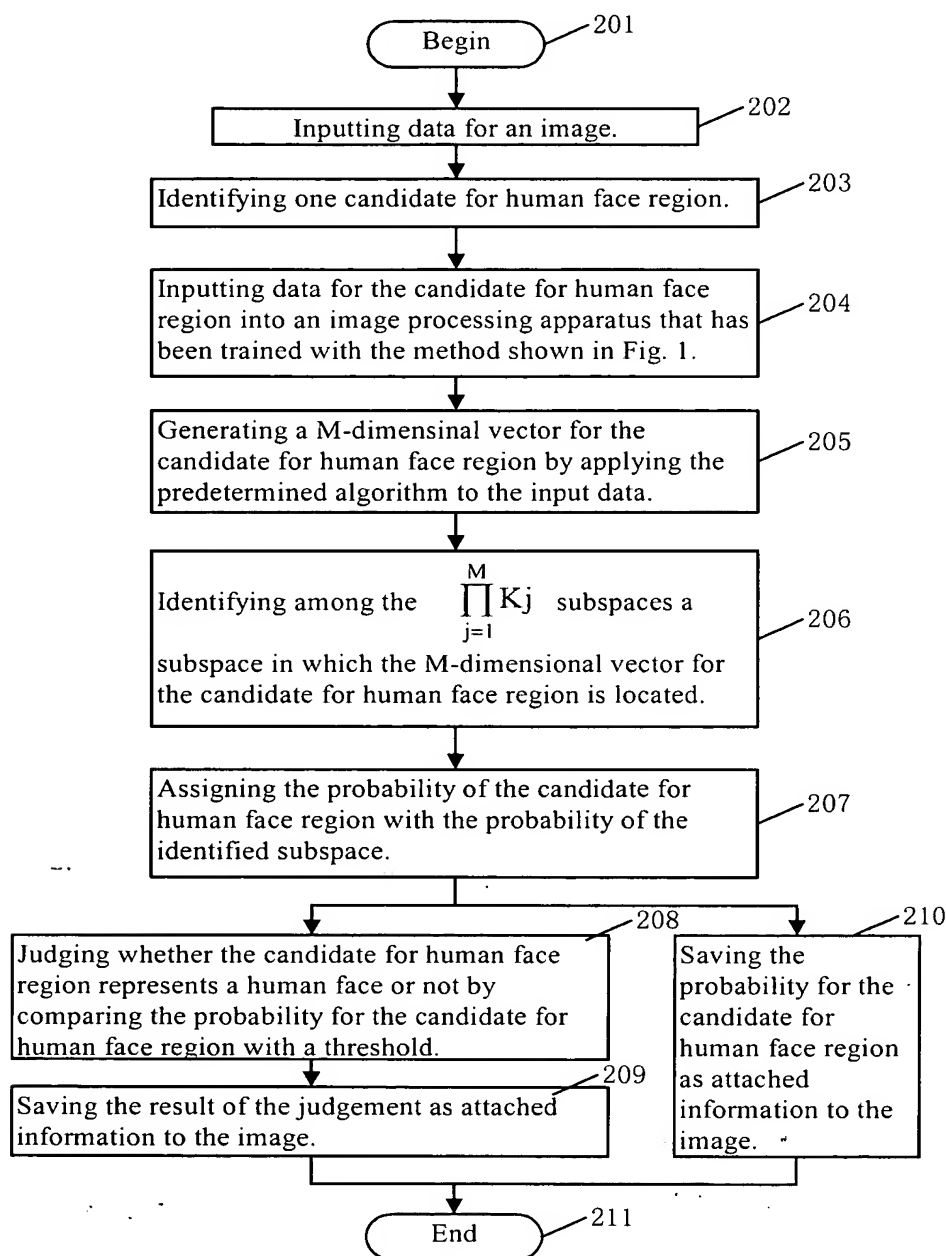 Begin
201
Inputting data for an image.
202
Identifying one candidate for human face region.
203
Inputting data for the candidate for human face
region into an image processing apparatus that has
been trained with the method shown in Fig. 1.
204
Generating a M-dimensinal vector for the
candidate for human face region by applying the
predetermined algorithm to the input data.
205
Identifying among the ∏ Kj subspaces a
M
j=1
subspace in which the M-dimensional vector for
the candidate for human face region is located.
206
Assigning the probability of the candidate for
human face region with the probability of the
identified subspace.
207
208
Judging whether the candidate for human face
region represents a human face or not by
comparing the probability for the candidate for
human face region with a threshold.
209
Saving the result of the judgement as attached
information to the image.
210
Saving the
probability for the
candidate for
human face region
as attached
information to the
image.
End
211